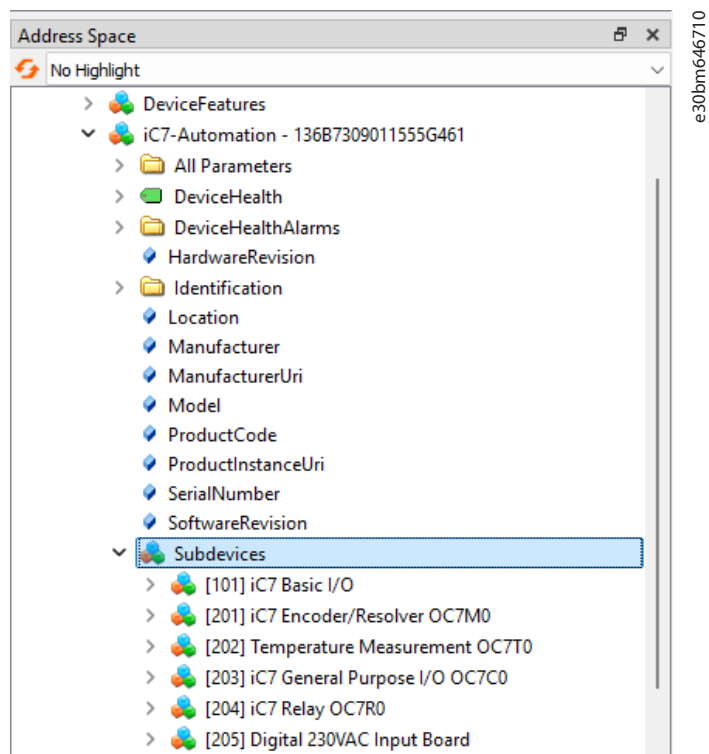 Address Space
No Highlight
DeviceFeatures
iC7-Automation - 136B7309011555G461
All Parameters
DeviceHealth
DeviceHealthAlarms
HardwareRevision
Identification
Location
Manufacturer
ManufacturerUri
Model
ProductCode
ProductInstanceUri
SerialNumber
SoftwareRevision
Subdevices
[101] iC7 Basic I/O
[201] iC7 Encoder/Resolver OC7M0
[202] Temperature Measurement OC7T0
[203] iC7 General Purpose I/O OC7C0
[204] iC7 Relay OC7R0
[205] Digital 230VAC Input Board
e30bm646710